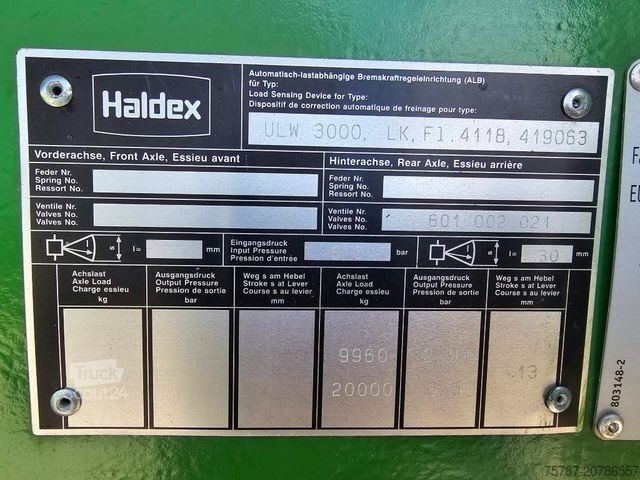 Haldex
Automatisch-lastabhängige Bremskraftregeleinrichtung (ALB)
für Typ:
Load Sensing Device for Type:
Dispositif de correction automatique de freinage pour type:
ULW 3000, LK, Fl. 4118, 419063
Vorderachse, Front Axle, Essieu avant
Hinterachse, Rear Axle, Essieu arrière
Feder Nr.
Spring No.
Ressort No.
Feder Nr.
Spring No.
Ressort No.
Ventile Nr.
Valves No.
Valves No.
Ventile Nr.
Valves No.
Valves No.
601 002 021
s l= mm
Eingangsdruck
Input Pressure
Pression d'entrée
bar
s l= 30 mm
Achslast
Axle Load
Charge essieu
kg
Ausgangsdruck
Output Pressure
Pression de sortie
bar
Weg s am Hebel
Stroke s at Lever
Course s au levier
mm
Achslast
Axle Load
Charge essieu
kg
Ausgangsdruck
Output Pressure
Pression de sortie
bar
Weg s am Hebel
Stroke s at Lever
Course s au levier
mm
9960
13
20000 6.5
803148-2
Truck
75787-20786557